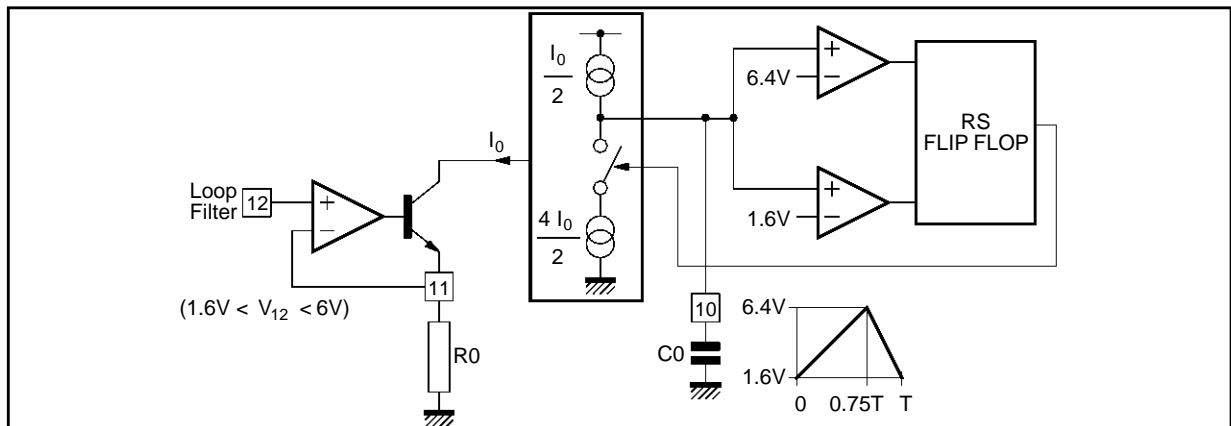 I0
2
+
6.4V
−
RS
FLIP FLOP
I0
Loop
Filter
12
+
−
4 I0
2
+
1.6V
−
11
(1.6V < V12 < 6V)
10
R0
C0
6.4V
1.6V
0 0.75T T